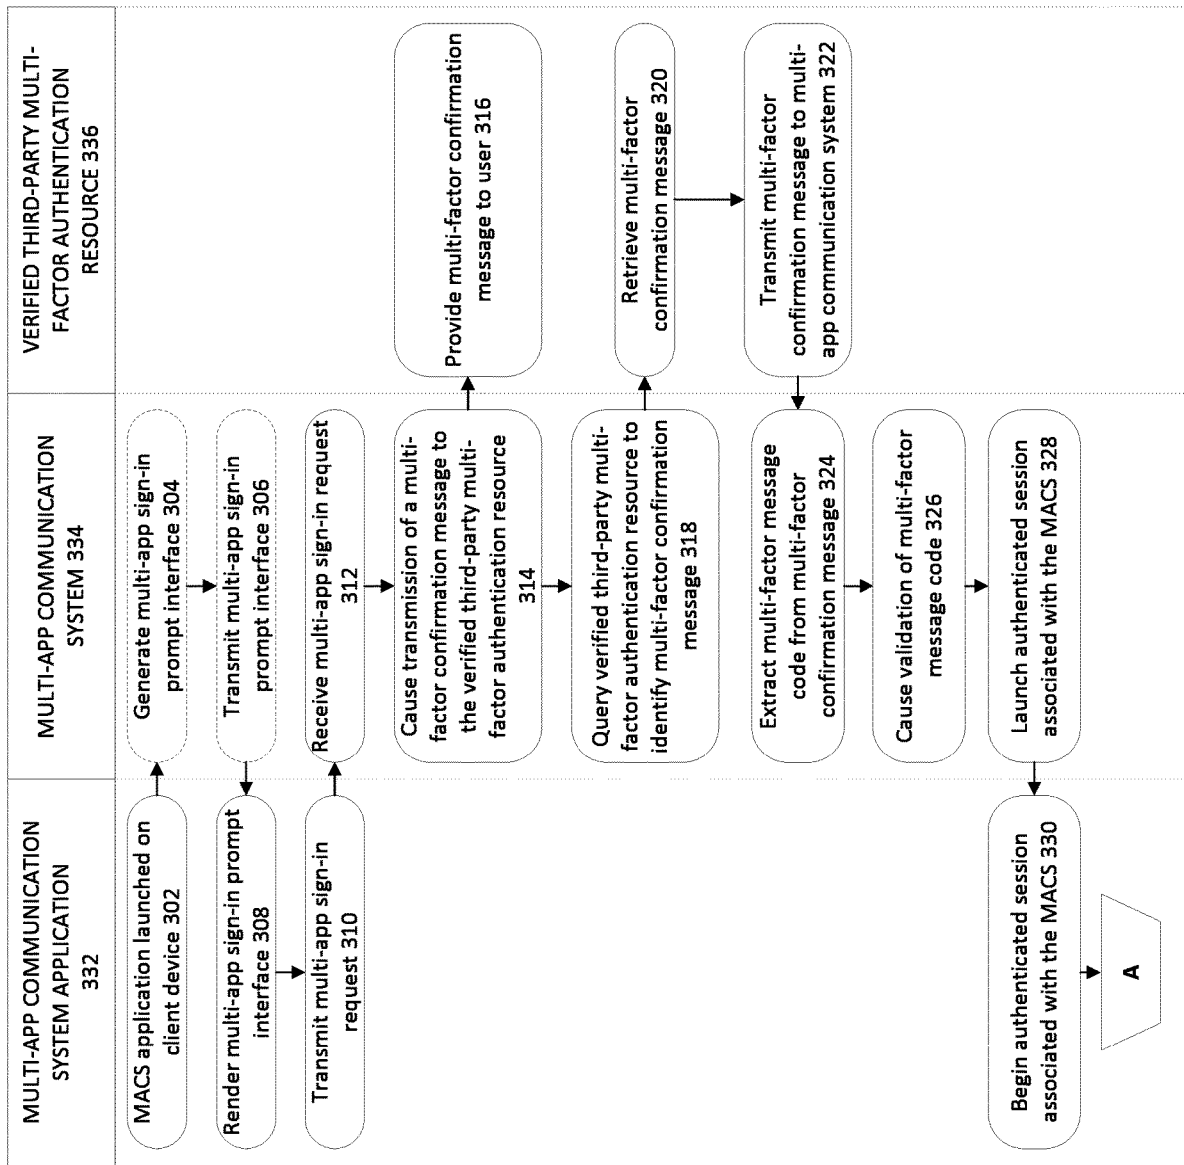 MULTI-APP COMMUNICATION
SYSTEM APPLICATION
332
MULTI-APP COMMUNICATION
SYSTEM 334
VERIFIED THIRD-PARTY MULTI-
FACTOR AUTHENTICATION
RESOURCE 336
MACS application launched on
client device 302
Generate multi-app sign-in
prompt interface 304
Transmit multi-app sign-in
prompt interface 306
Render multi-app sign-in prompt
interface 308
Transmit multi-app sign-in
request 310
Receive multi-app sign-in request
312
Cause transmission of a multi-
factor confirmation message to
the verified third-party multi-
factor authentication resource
314
Provide multi-factor confirmation
message to user 316
Query verified third-party multi-
factor authentication resource to
identify multi-factor confirmation
message 318
Retrieve multi-factor
confirmation message 320
Transmit multi-factor
confirmation message to multi-
app communication system 322
Extract multi-factor message
code from multi-factor
confirmation message 324
Cause validation of multi-factor
message code 326
Launch authenticated session
associated with the MACS 328
Begin authenticated session
associated with the MACS 330
A